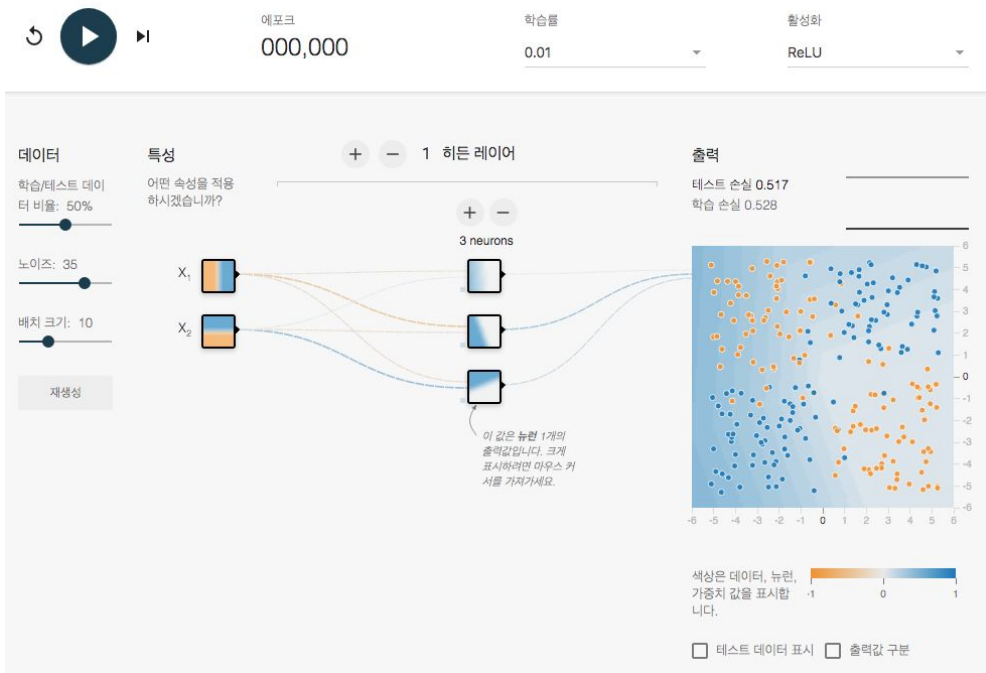 에포크
000,000
학습률
0.01
활성화
ReLU
데이터
학습/테스트 데이
터 비율: 50%
노이즈: 35
배치 크기: 10
재생성
특성
어떤 속성을 적용
하시겠습니까?
X₁
X₂
1 히든 레이어
3 neurons
이 값은 뉴런 1개의
출력값입니다. 크게
표시하려면 마우스 커
서를 가져가세요.
출력
테스트 손실 0.517
학습 손실 0.528
6
5
4
3
2
1
0
-1
-2
-3
-4
-5
-6
-6 -5 -4 -3 -2 -1 0 1 2 3 4 5 6
색상은 데이터, 뉴런,
가중치 값을 표시합
니다.
-1 0 1
테스트 데이터 표시 출력값 구분